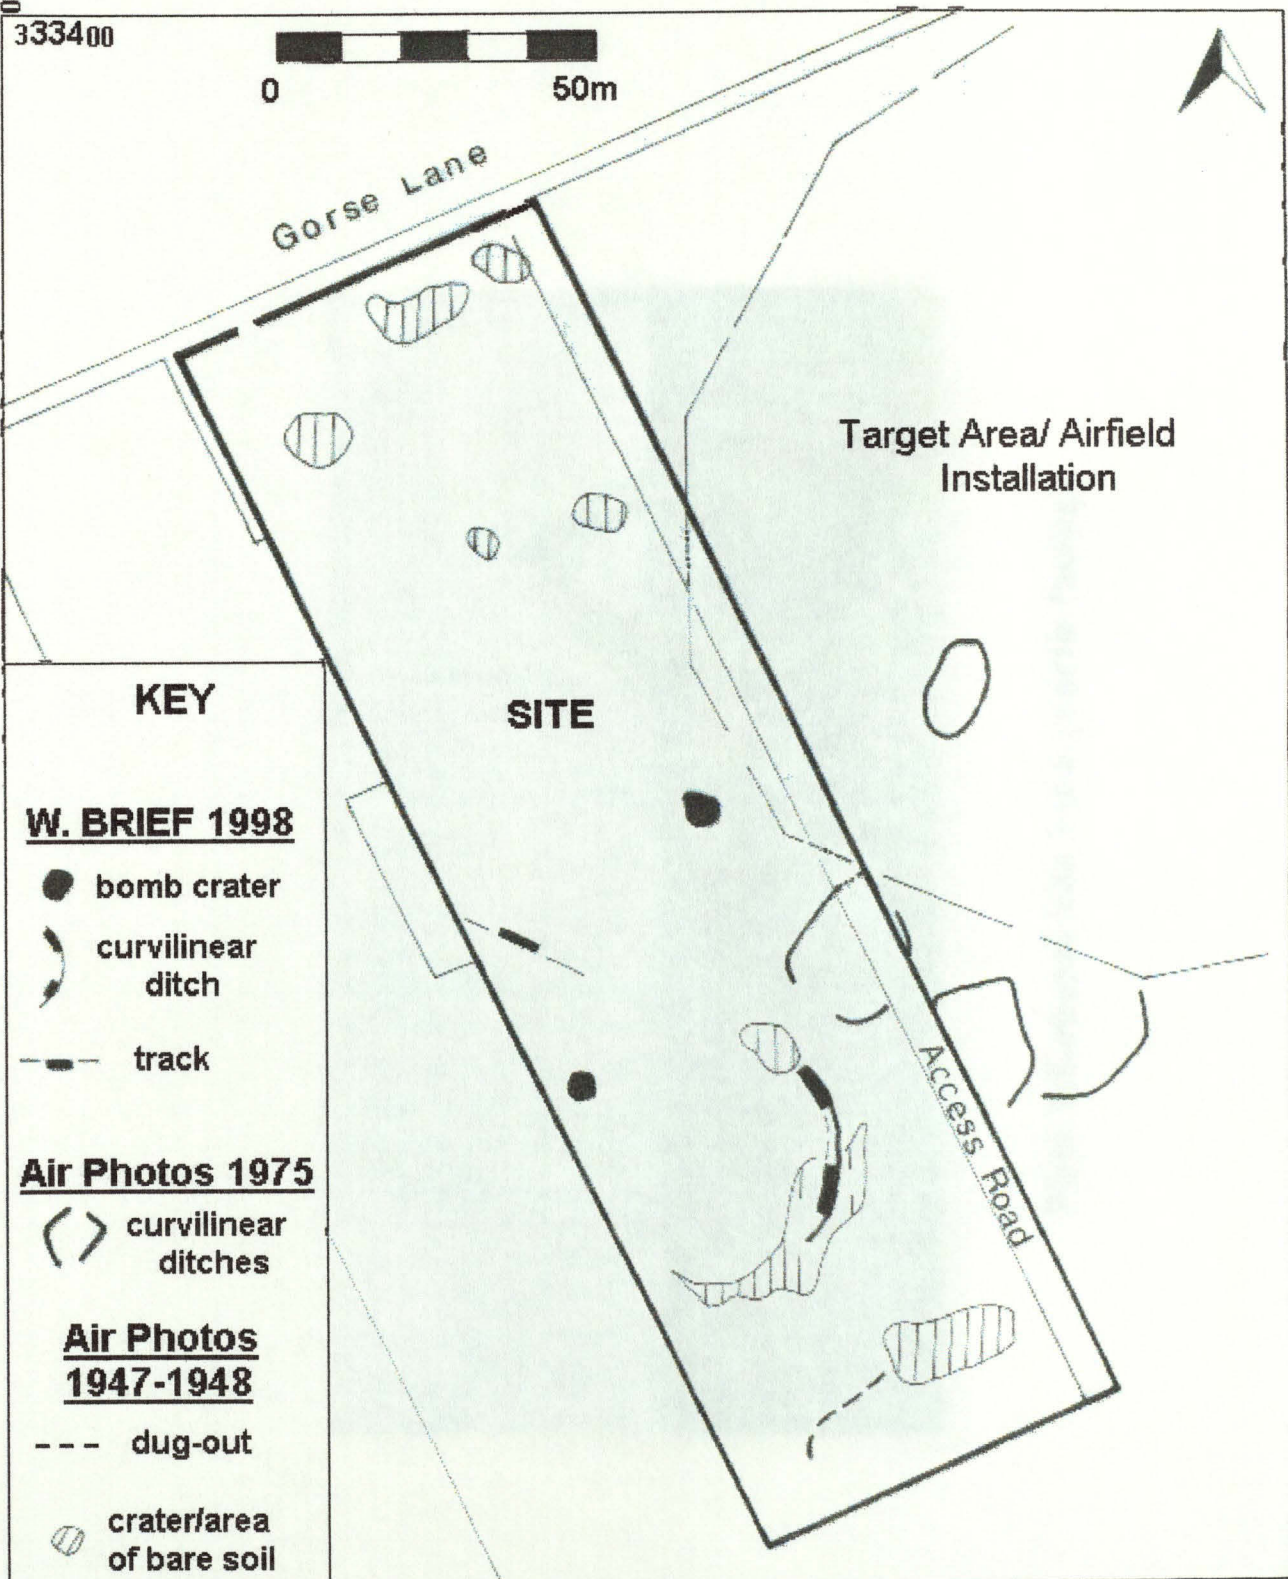 333400
0
50m
Gorse Lane
Target Area/ Airfield
Installation
SITE
Access Road
KEY
W. BRIEF 1998
bomb crater
curvilinear
ditch
track
Air Photos 1975
curvilinear
ditches
Air Photos
1947-1948
dug-out
crater/area
of bare soil